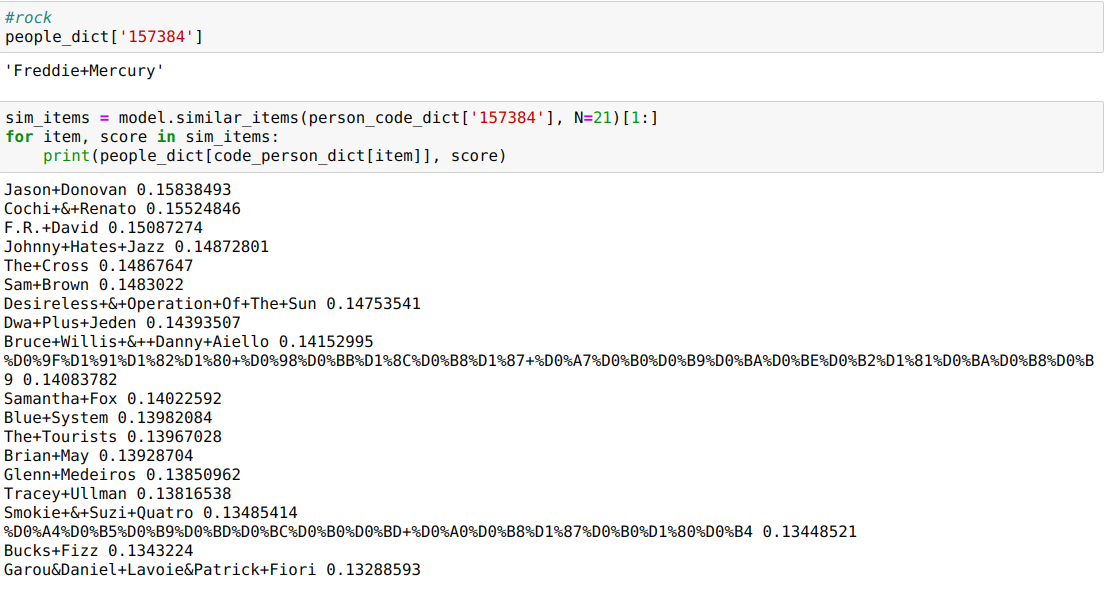 #rock
people_dict['157384']
'Freddie+Mercury'
sim_items = model.similar_items(person_code_dict['157384'], N=21)[1:]
for item, score in sim_items:
    print(people_dict[code_person_dict[item]], score)
Jason+Donovan 0.15838493
Cochi+&+Renato 0.15524846
F.R.+David 0.15087274
Johnny+Hates+Jazz 0.14872801
The+Cross 0.14867647
Sam+Brown 0.1483022
Desireless+&+Operation+Of+The+Sun 0.14753541
Dwa+Plus+Jeden 0.14393507
Bruce+Willis+&++Danny+Aiello 0.14152995
%D0%9F%D1%91%D1%82%D1%80+%D0%98%D0%BB%D1%8C%D0%B8%D1%87+%D0%A7%D0%B0%D0%B9%D0%BA%D0%BE%D0%B2%D1%81%D0%BA%D0%B8%D0%B
9 0.14083782
Samantha+Fox 0.14022592
Blue+System 0.13982084
The+Tourists 0.13967028
Brian+May 0.13928704
Glenn+Medeiros 0.13850962
Tracey+Ullman 0.13816538
Smokie+&+Suzi+Quatro 0.13485414
%D0%A4%D0%B5%D0%B9%D0%BD%D0%BC%D0%B0%D0%BD+%D0%A0%D0%B8%D1%87%D0%B0%D1%80%D0%B4 0.13448521
Bucks+Fizz 0.1343224
Garou&Daniel+Lavoie&Patrick+Fiori 0.13288593